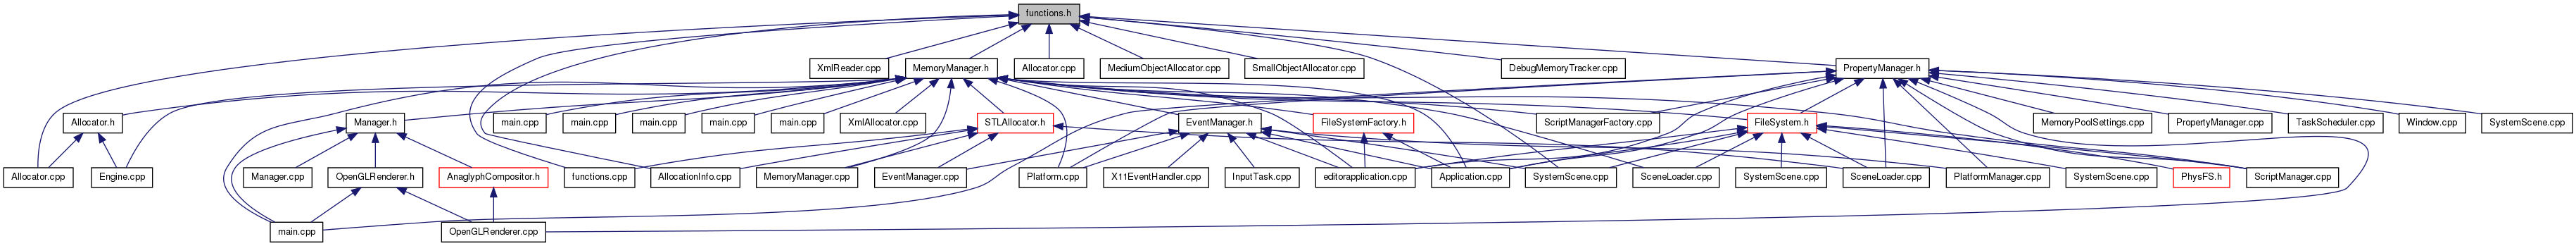 functions.h
XmlReader.cpp
MemoryManager.h
Allocator.cpp
MediumObjectAllocator.cpp
SmallObjectAllocator.cpp
DebugMemoryTracker.cpp
PropertyManager.h
Allocator.h
Manager.h
main.cpp
main.cpp
main.cpp
main.cpp
main.cpp
XmlAllocator.cpp
STLAllocator.h
EventManager.h
FileSystemFactory.h
ScriptManagerFactory.cpp
FileSystem.h
MemoryPoolSettings.cpp
PropertyManager.cpp
TaskScheduler.cpp
Window.cpp
SystemScene.cpp
Allocator.cpp
Engine.cpp
Manager.cpp
OpenGLRenderer.h
AnaglyphCompositor.h
functions.cpp
AllocationInfo.cpp
MemoryManager.cpp
EventManager.cpp
Platform.cpp
X11EventHandler.cpp
InputTask.cpp
editorapplication.cpp
Application.cpp
SystemScene.cpp
SceneLoader.cpp
SystemScene.cpp
SceneLoader.cpp
PlatformManager.cpp
SystemScene.cpp
PhysFS.h
ScriptManager.cpp
main.cpp
OpenGLRenderer.cpp